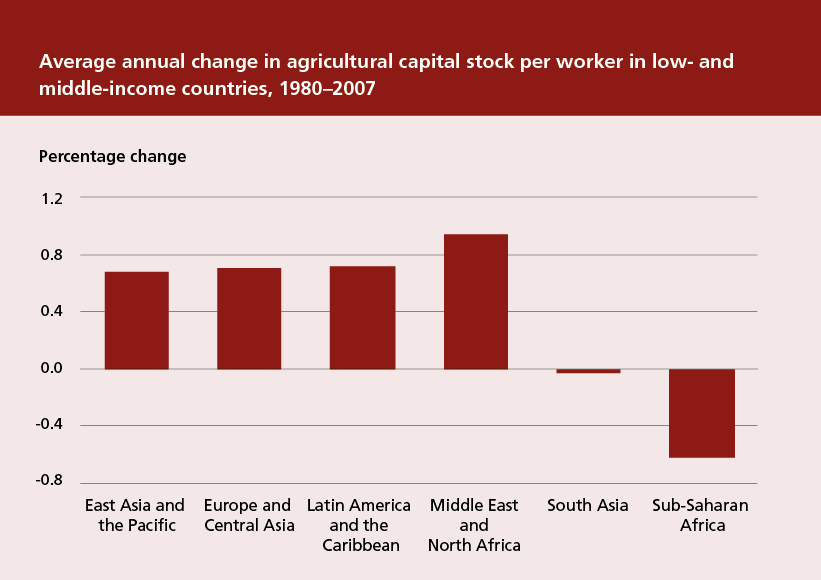 Average annual change in agricultural capital stock per worker in low- and
middle-income countries, 1980–2007
Percentage change
1.2
0.8
0.4
0.0
-0.4
-0.8
East Asia and
the Pacific
Europe and
Central Asia
Latin America
and the
Caribbean
Middle East
and
North Africa
South Asia
Sub-Saharan
Africa